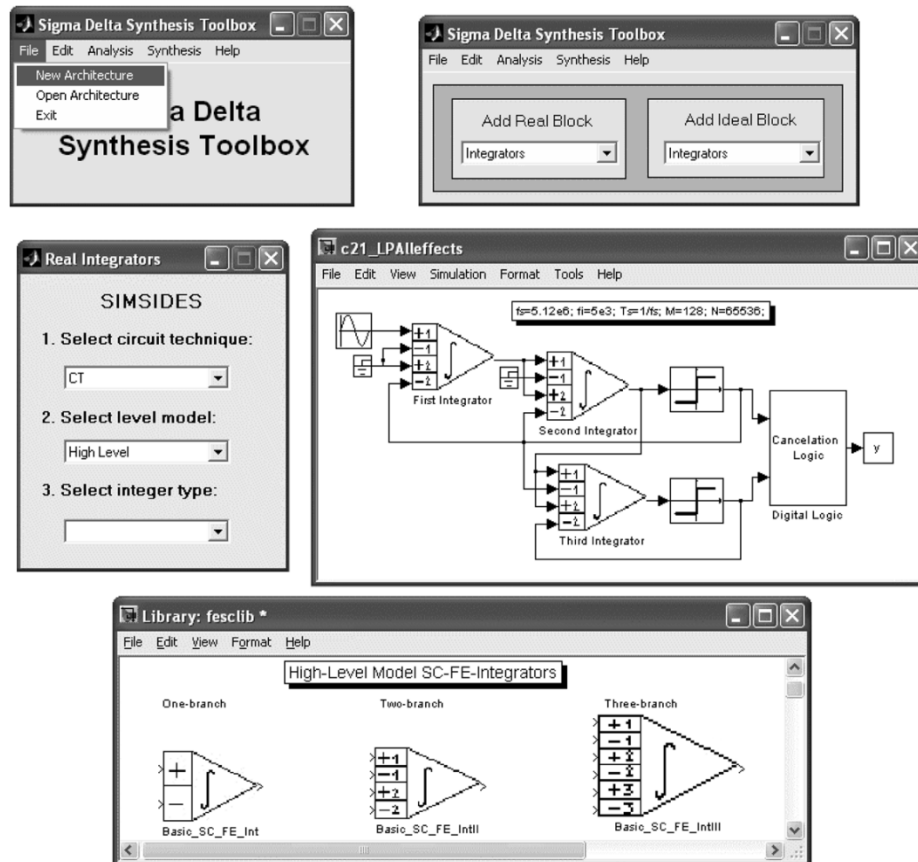 Sigma Delta Synthesis Toolbox
File Edit Analysis Synthesis Help
New Architecture
Open Architecture
Exit
a Delta
Synthesis Toolbox
Sigma Delta Synthesis Toolbox
File Edit Analysis Synthesis Help
Add Real Block
Integrators
Add Ideal Block
Integrators
Real Integrators
SIMSIDES
1. Select circuit technique:
CT
2. Select level model:
High Level
3. Select integer type:
c21_LPAlleffects
File Edit View Simulation Format Tools Help
fs=5.12e6; fi=5e3; Ts=1/fs; M=128; N=65536;
+1
-1
+2
-2
First Integrator
+1
-1
+2
-2
Second Integrator
+1
-1
+2
-2
Third Integrator
Cancelation
Logic
Digital Logic
y
Library: fesclib *
File Edit View Format Help
High-Level Model SC-FE-Integrators
One-branch
+
-
Basic_SC_FE_Int
Two-branch
+1
-1
+2
-2
Basic_SC_FE_IntII
Three-branch
+1
-1
+2
-2
+3
-3
Basic_SC_FE_IntIII